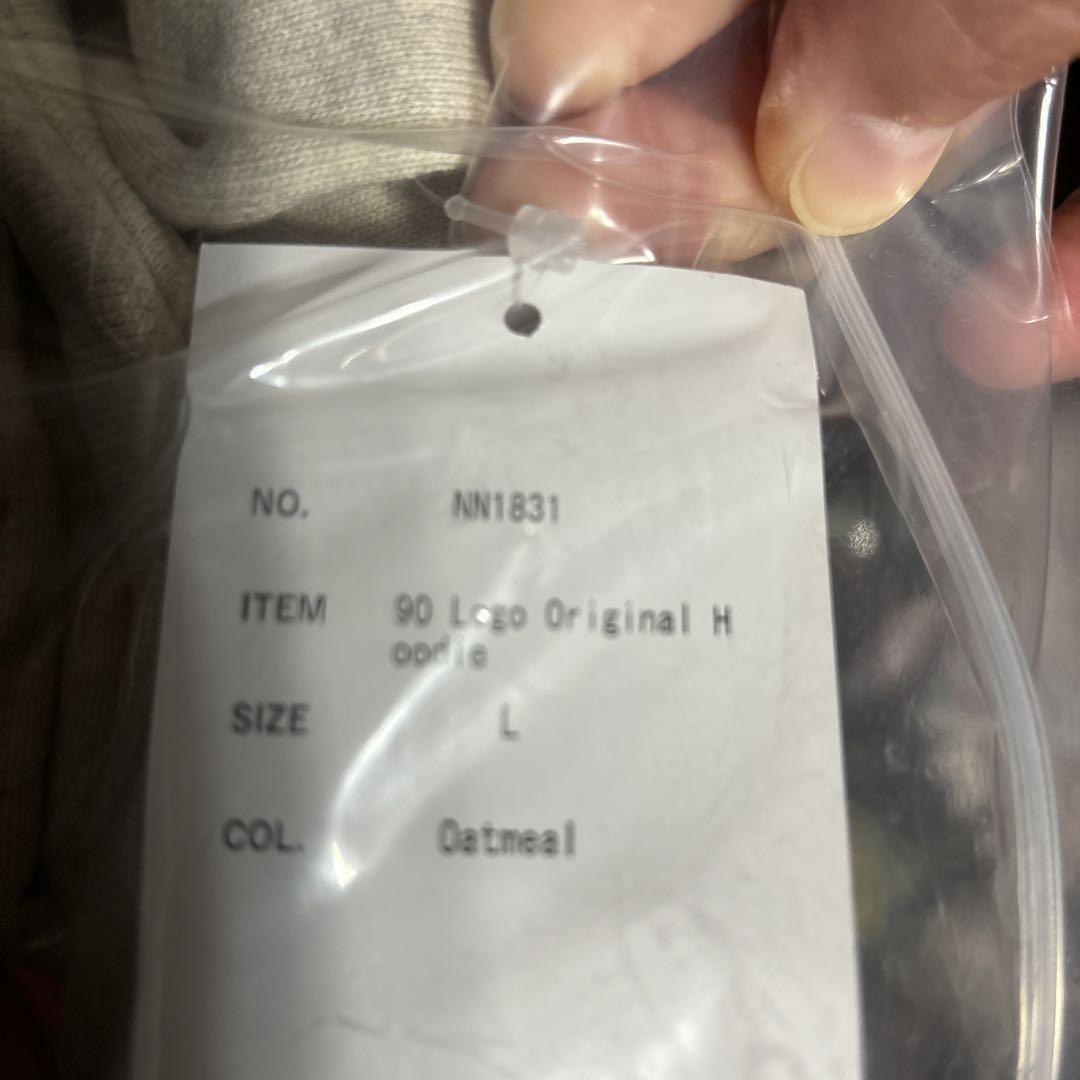 NO. NN1831
ITEM 90 Logo Original H
oodie
SIZE L
COL. Oatmeal